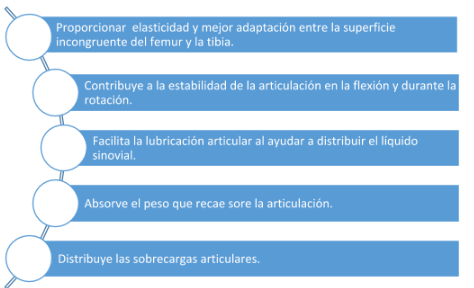 Proporcionar  elasticidad y mejor adaptación entre la superficie
incongruente del femur y la tibia.
Contribuye a la estabilidad de la articulación en la flexión y durante la
rotación.
Facilita la lubricación articular al ayudar a distribuir el líquido
sinovial.
Absorve el peso que recae sore la articulación.
Distribuye las sobrecargas articulares.